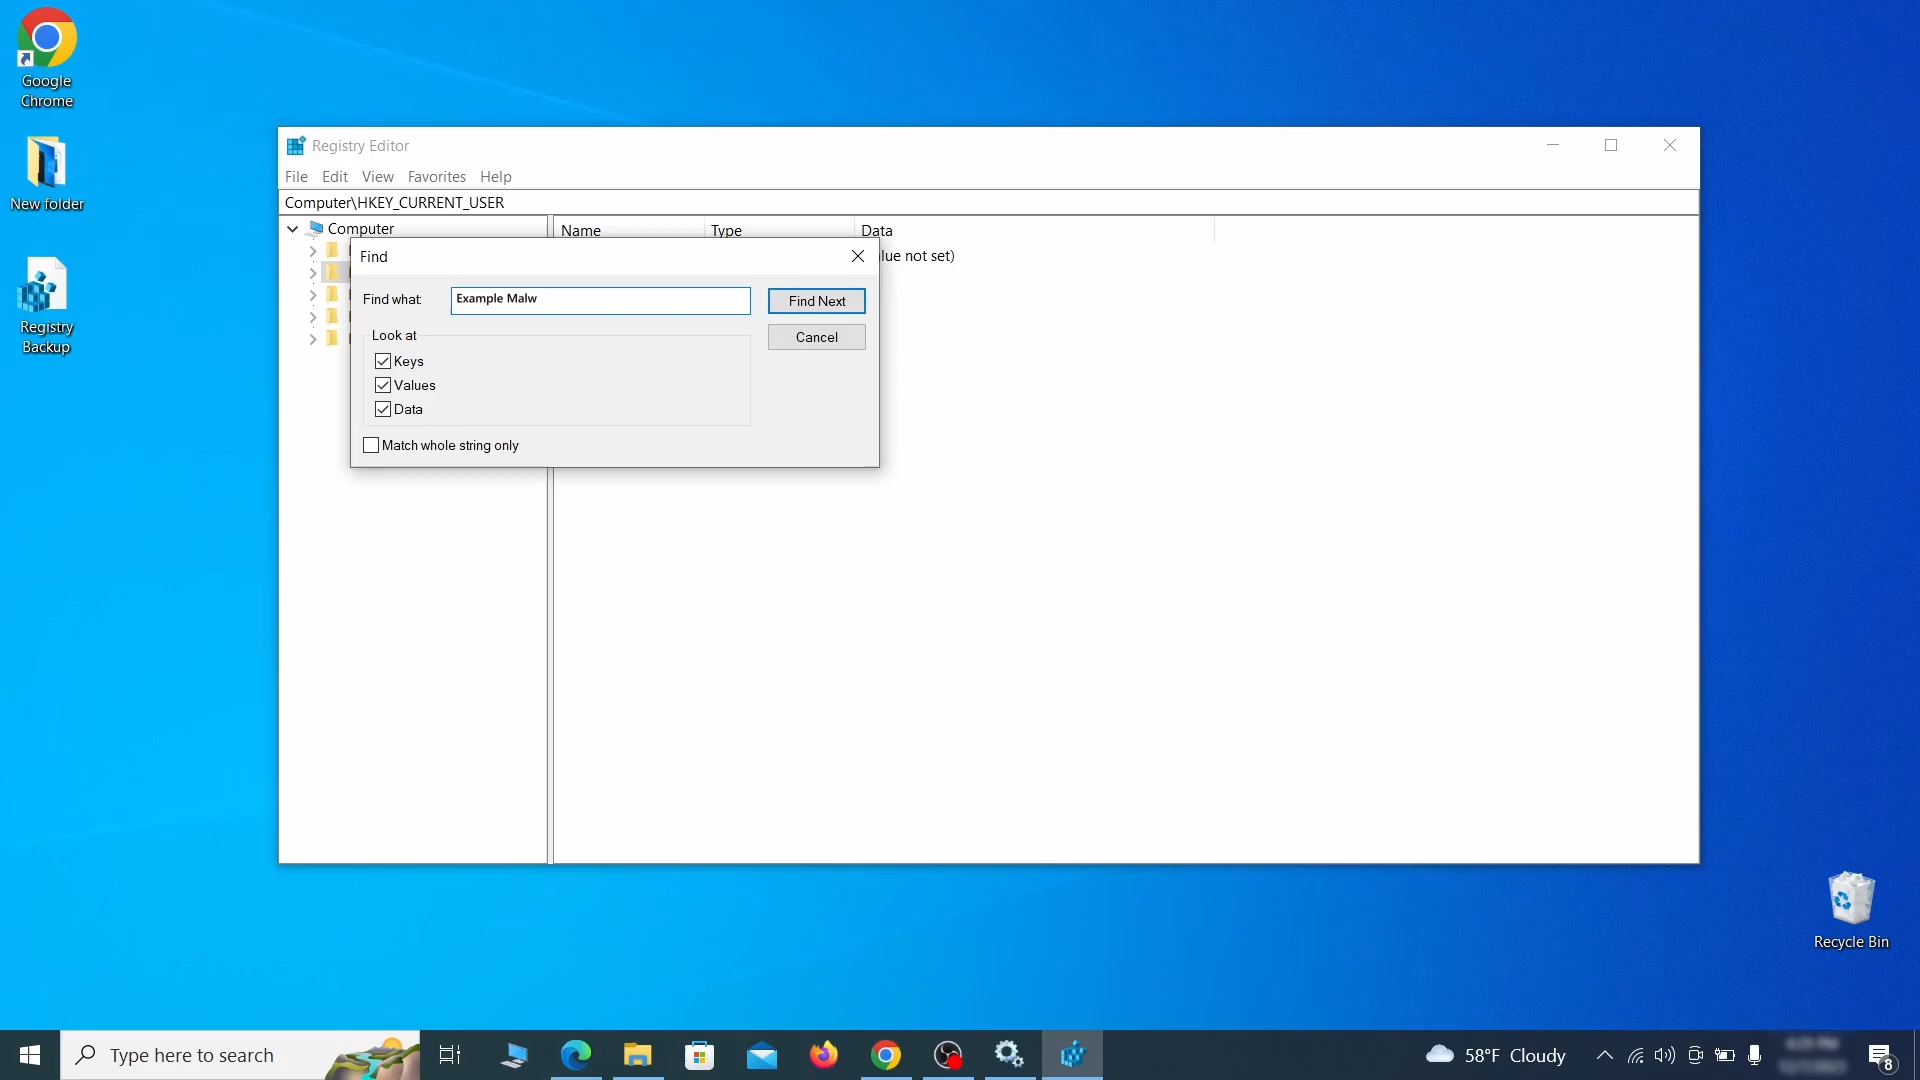 Google
Chrome
New folder
Registry
Backup
Registry Editor
File Edit View Favorites Help
Computer\HKEY_CURRENT_USER
Computer
Name Type Data
Find
lue not set)
Find what:
Example Malw
Find Next
Look at
Cancel
Keys
Values
Data
Match whole string only
Recycle Bin
Type here to search
58°F Cloudy
8